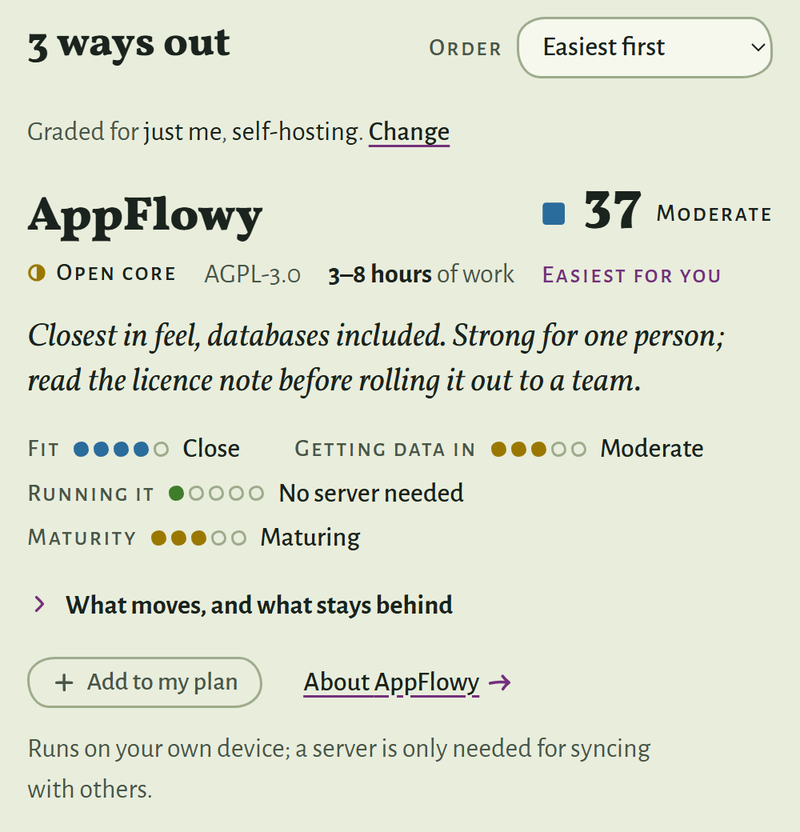 3 ways out
Order
Easiest first
Graded for just me, self-hosting. Change
AppFlowy
37 Moderate
Open core AGPL-3.0 3–8 hours of work Easiest for you
Closest in feel, databases included. Strong for one person;
read the licence note before rolling it out to a team.
Fit Close Getting data in Moderate
Running it No server needed
Maturity Maturing
What moves, and what stays behind
+ Add to my plan About AppFlowy →
Runs on your own device; a server is only needed for syncing
with others.